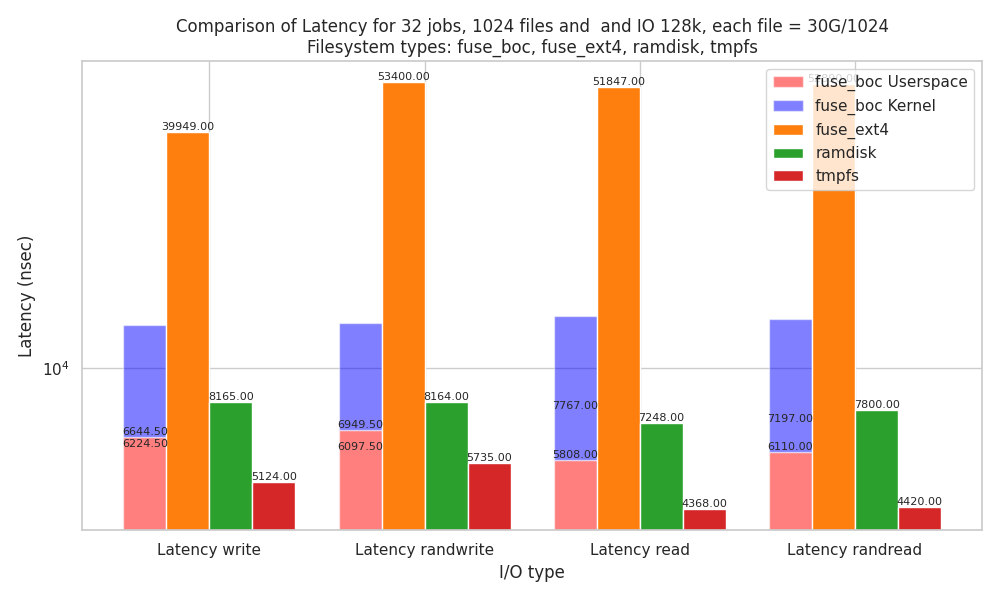 Comparison of Latency for 32 jobs, 1024 files and  and IO 128k, each file = 30G/1024
Filesystem types: fuse_boc, fuse_ext4, ramdisk, tmpfs
fuse_boc Userspace
fuse_boc Kernel
fuse_ext4
ramdisk
tmpfs
Latency (nsec)
10^4
6644.50
6224.50
39949.00
8165.00
5124.00
6949.50
6097.50
53400.00
8164.00
5735.00
7767.00
5808.00
51847.00
7248.00
4368.00
7197.00
6110.00
7800.00
4420.00
Latency write
Latency randwrite
Latency read
Latency randread
I/O type